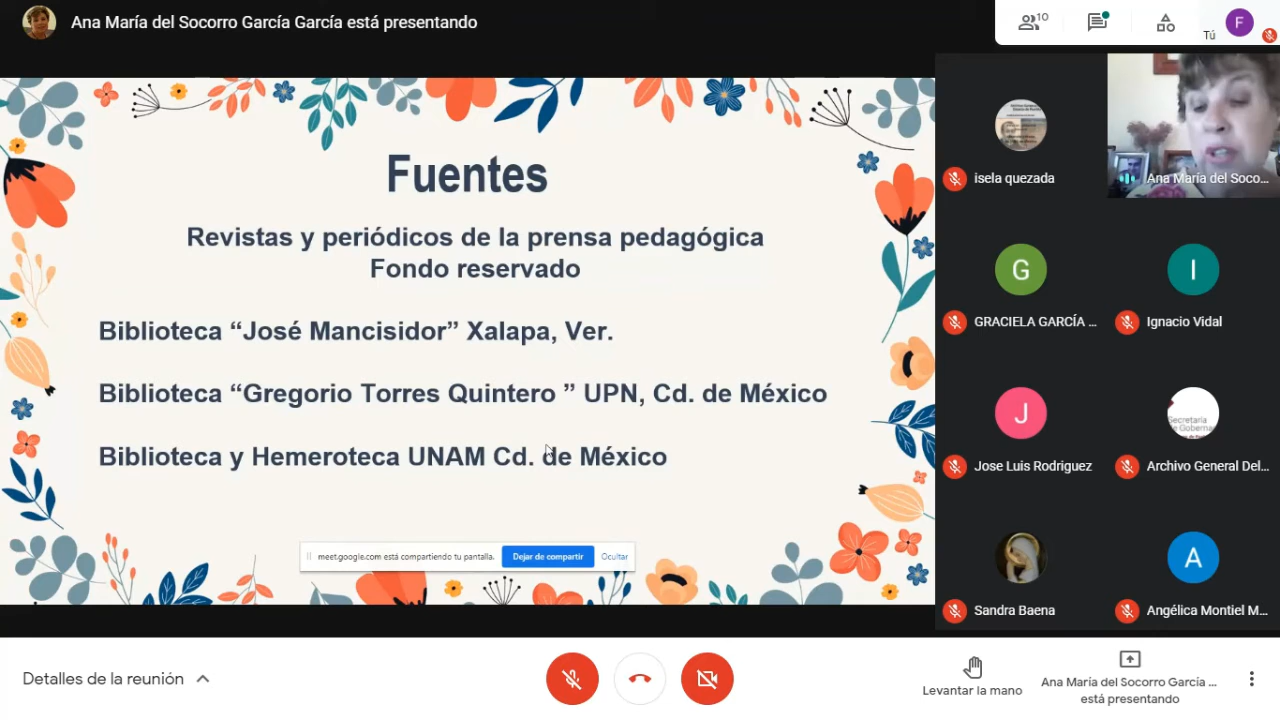 Ana María del Socorro García García está presentando
10
Tú
F
Fuentes
Revistas y periódicos de la prensa pedagógica
Fondo reservado
Biblioteca “José Mancisidor” Xalapa, Ver.
Biblioteca “Gregorio Torres Quintero ” UPN, Cd. de México
Biblioteca y Hemeroteca UNAM Cd. de México
meet.google.com está compartiendo tu pantalla.
Dejar de compartir
Ocultar
isela quezada
Ana María del Soco...
G
I
GRACIELA GARCÍA ...
Ignacio Vidal
J
Secretaría
de Goberna
Jose Luis Rodriguez
Archivo General Del...
A
Sandra Baena
Angélica Montiel M...
Detalles de la reunión
Levantar la mano
Ana María del Socorro García ...
está presentando